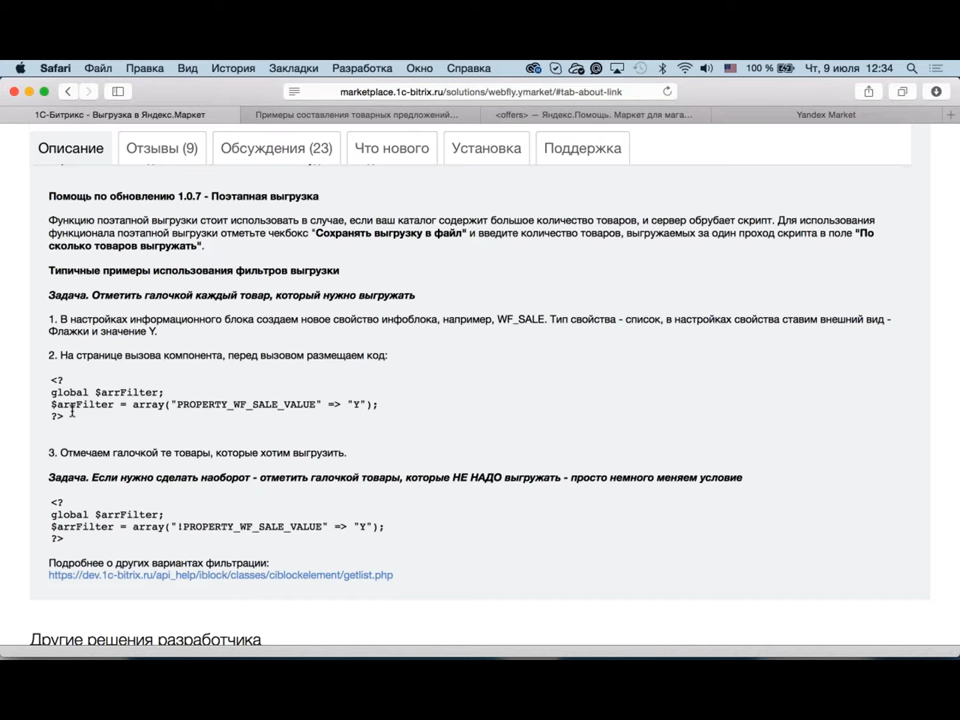 Safari Файл Правка Вид История Закладки Разработка Окно Справка 100 % Чт, 9 июля 12:34
marketplace.1c-bitrix.ru/solutions/webfly.ymarket/#tab-about-link
1С-Битрикс - Выгрузка в Яндекс.Маркет Примеры составления товарных предложений... <offers> — Яндекс.Помощь. Маркет для мага... Yandex Market
Описание Отзывы (9) Обсуждения (23) Что нового Установка Поддержка
Помощь по обновлению 1.0.7 - Поэтапная выгрузка
Функцию поэтапной выгрузки стоит использовать в случае, если ваш каталог содержит большое количество товаров, и сервер обрубает скрипт. Для использования
функционала поэтапной выгрузки отметьте чекбокс "Сохранять выгрузку в файл" и введите количество товаров, выгружаемых за один проход скрипта в поле "По
сколько товаров выгружать".
Типичные примеры использования фильтров выгрузки
Задача. Отметить галочкой каждый товар, который нужно выгружать
1. В настройках информационного блока создаем новое свойство инфоблока, например, WF_SALE. Тип свойства - список, в настройках свойства ставим внешний вид -
Флажки и значение Y.
2. На странице вызова компонента, перед вызовом размещаем код:
<?
global $arrFilter;
$arrFilter = array("PROPERTY_WF_SALE_VALUE" => "Y");
?>
3. Отмечаем галочкой те товары, которые хотим выгрузить.
Задача. Если нужно сделать наоборот - отметить галочкой товары, которые НЕ НАДО выгружать - просто немного меняем условие
<?
global $arrFilter;
$arrFilter = array("!PROPERTY_WF_SALE_VALUE" => "Y");
?>
Подробнее о других вариантах фильтрации:
https://dev.1c-bitrix.ru/api_help/iblock/classes/ciblockelement/getlist.php
Другие решения разработчика